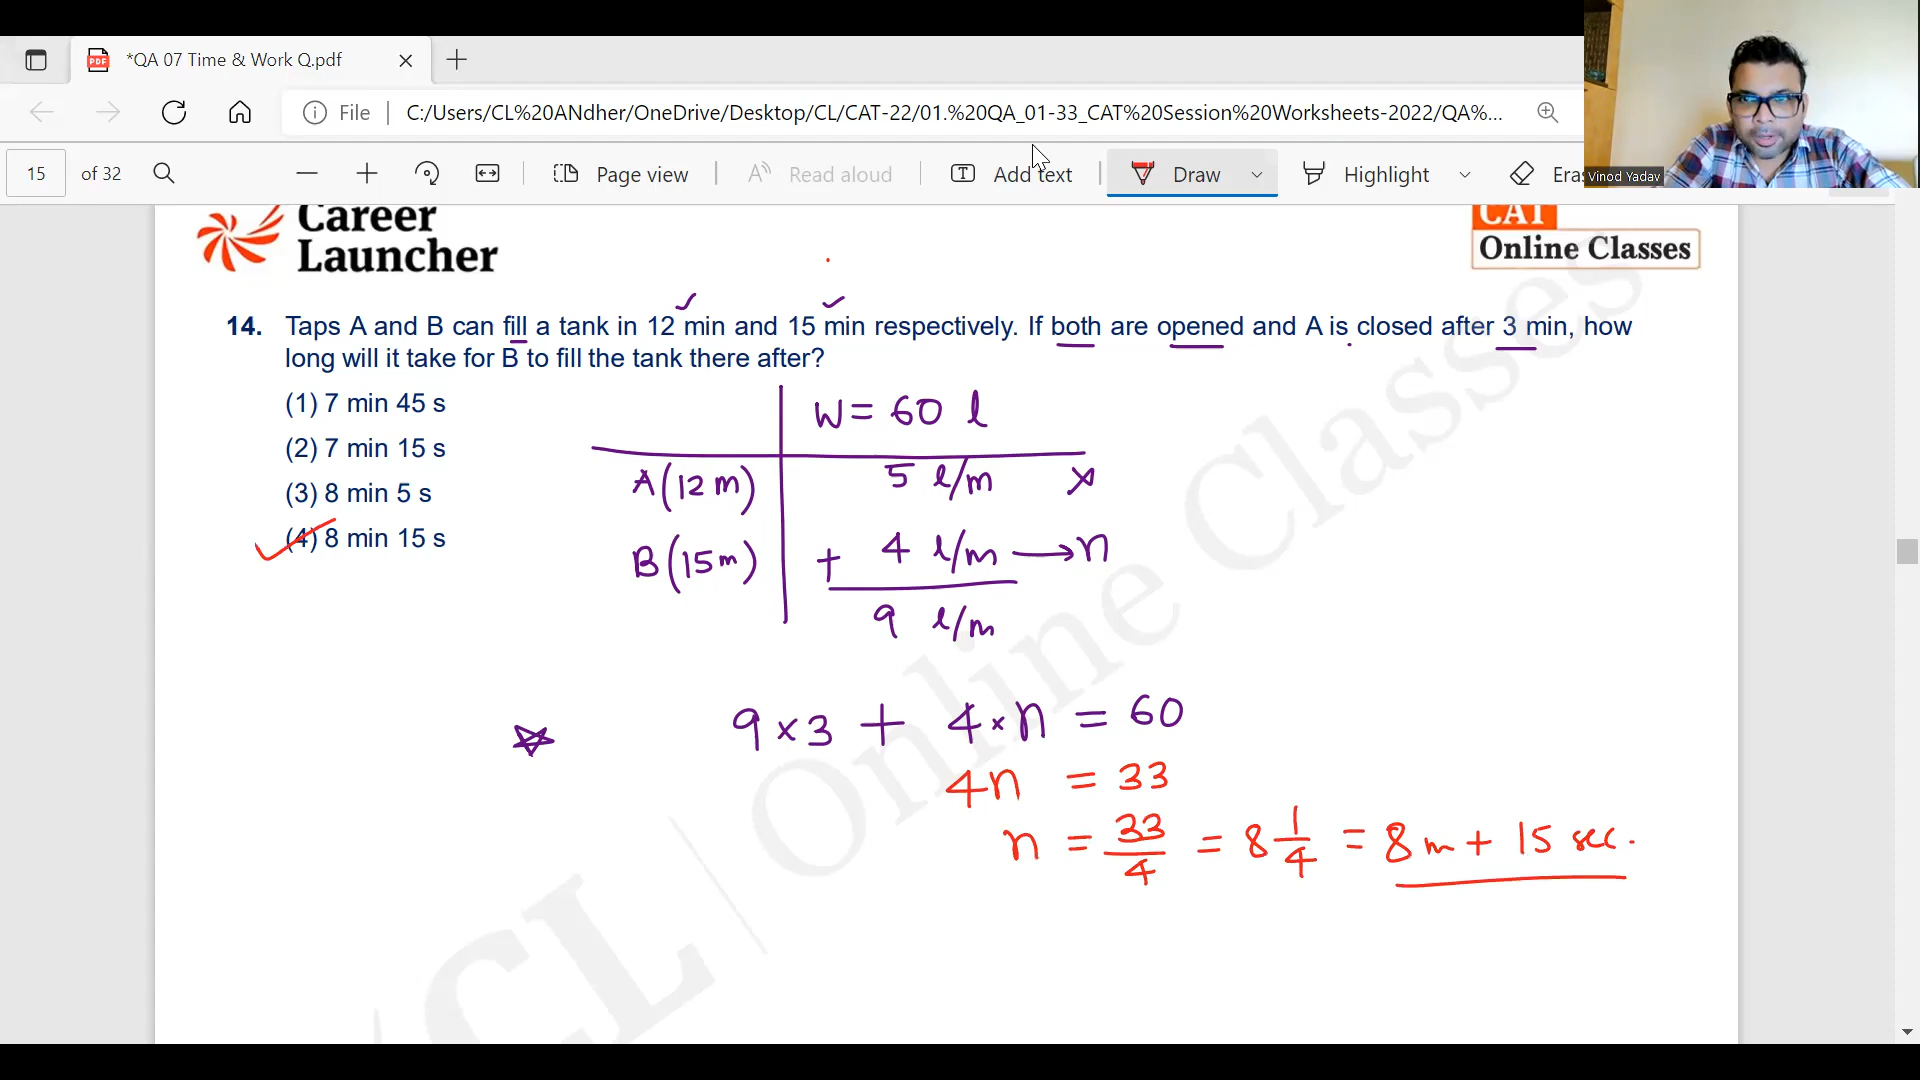 *QA 07 Time & Work Q.pdf
File
C:/Users/CL%20ANdher/OneDrive/Desktop/CL/CAT-22/01.%20QA_01-33_CAT%20Session%20Worksheets-2022/QA%...
15 of 32
Page view
Read aloud
Add text
Draw
Highlight
Eras
Vinod Yadav
Career
Launcher
CAT
Online Classes
14. Taps A and B can fill a tank in 12 min and 15 min respectively. If both are opened and A is closed after 3 min, how
long will it take for B to fill the tank there after?
(1) 7 min 45 s
(2) 7 min 15 s
(3) 8 min 5 s
(4) 8 min 15 s
W = 60 l
A (12 m) 5 l/m ×
B (15 m) + 4 l/m → n
9 l/m
9 × 3 + 4 × n = 60
4n = 33
n = 33/4 = 8 1/4 = 8 m + 15 sec.
CL | Online Classes